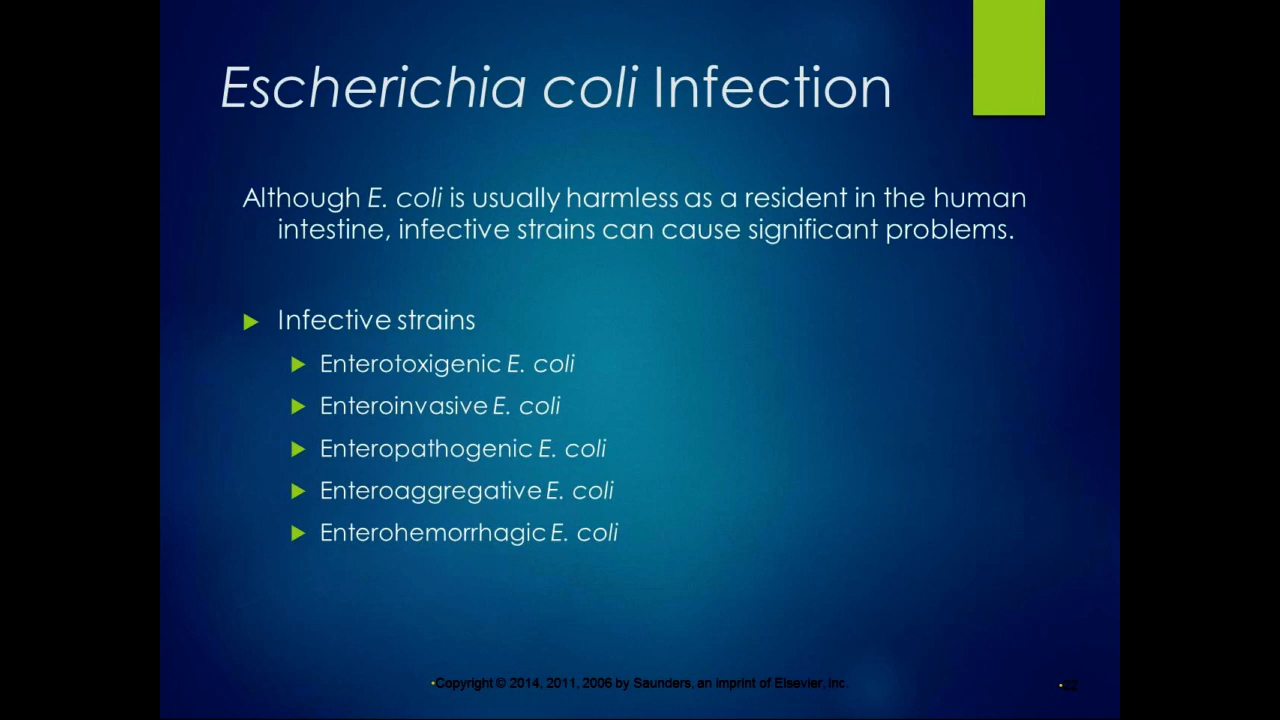 Escherichia coli Infection
Although E. coli is usually harmless as a resident in the human
intestine, infective strains can cause significant problems.
Infective strains
Enterotoxigenic E. coli
Enteroinvasive E. coli
Enteropathogenic E. coli
Enteroaggregative E. coli
Enterohemorrhagic E. coli
•Copyright © 2014, 2011, 2006 by Saunders, an imprint of Elsevier, Inc.
•22